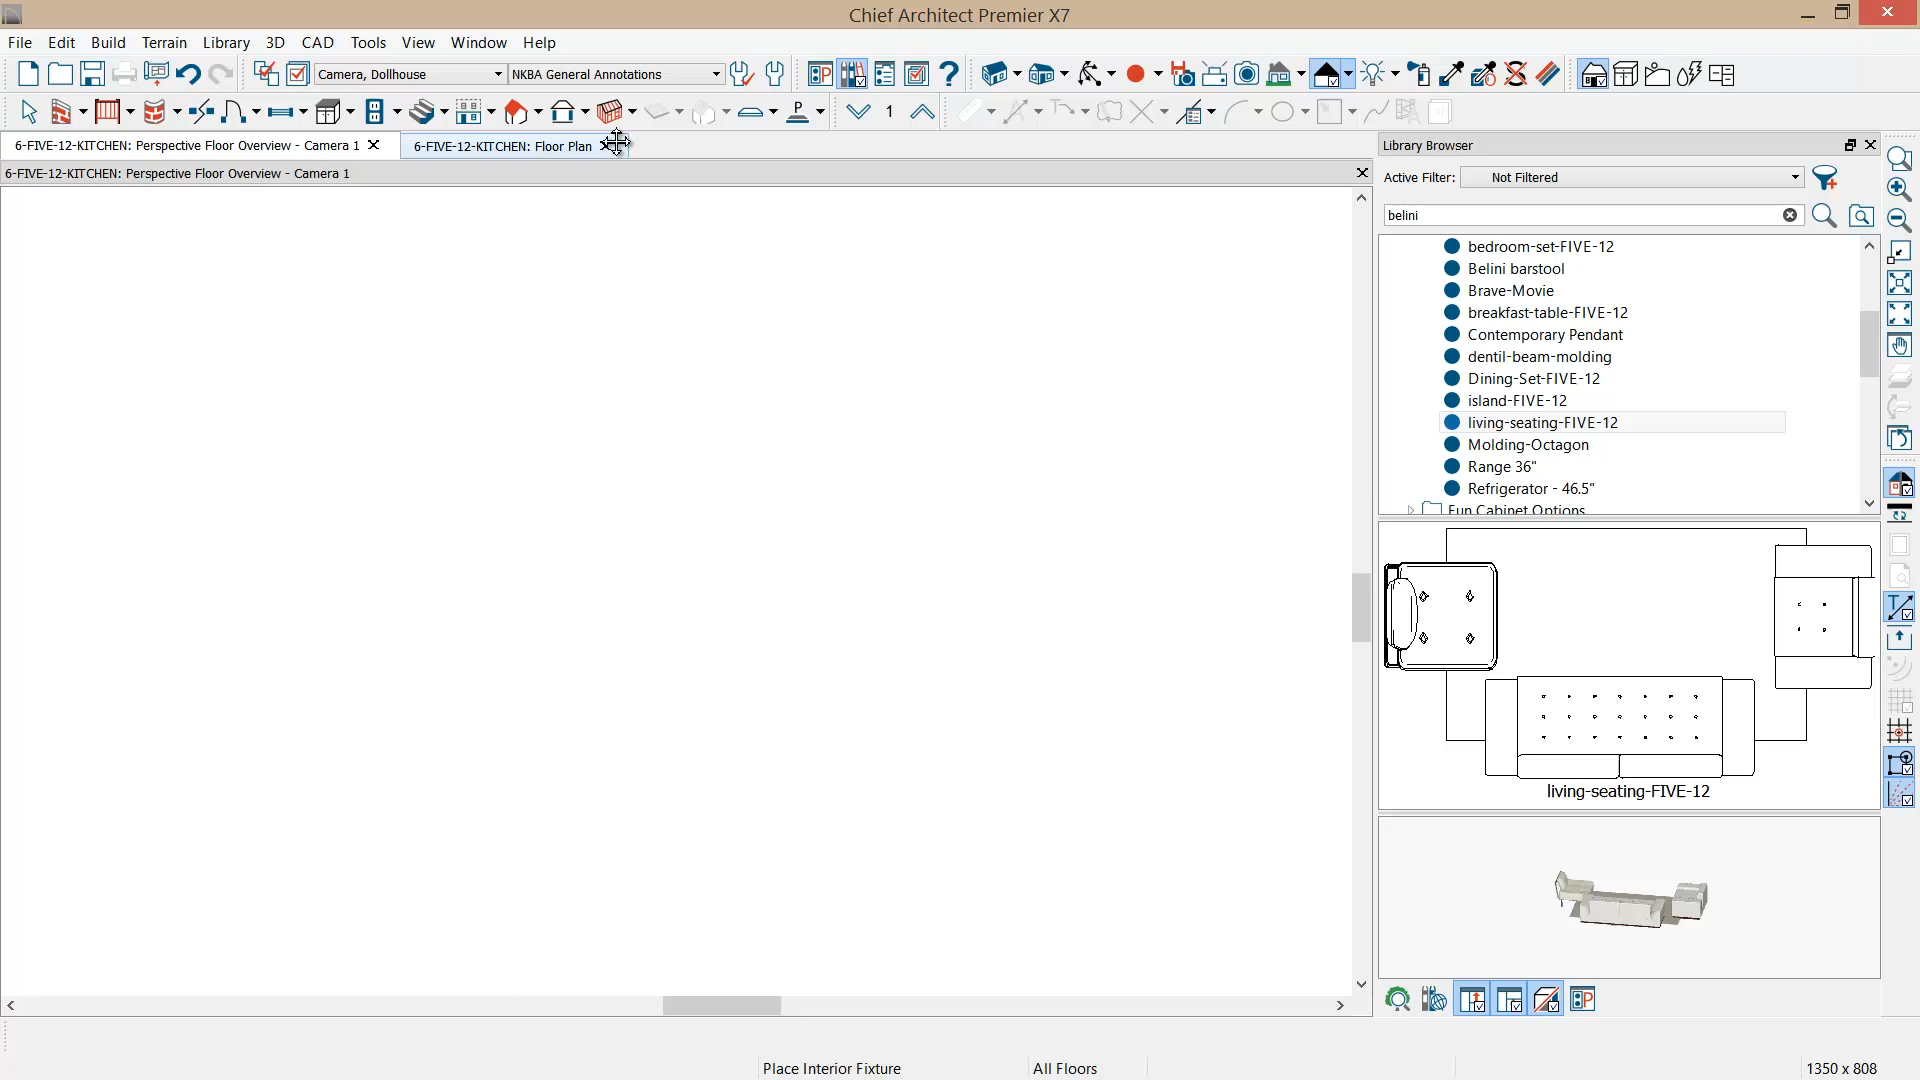 Chief Architect Premier X7
File Edit Build Terrain Library 3D CAD Tools View Window Help
Camera, Dollhouse NKBA General Annotations
1
6-FIVE-12-KITCHEN: Perspective Floor Overview - Camera 1 6-FIVE-12-KITCHEN: Floor Plan
6-FIVE-12-KITCHEN: Perspective Floor Overview - Camera 1
Library Browser
Active Filter: Not Filtered
belini
bedroom-set-FIVE-12
Belini barstool
Brave-Movie
breakfast-table-FIVE-12
Contemporary Pendant
dentil-beam-molding
Dining-Set-FIVE-12
island-FIVE-12
living-seating-FIVE-12
Molding-Octagon
Range 36"
Refrigerator - 46.5"
Fun Cabinet Options
living-seating-FIVE-12
Place Interior Fixture All Floors 1350 x 808